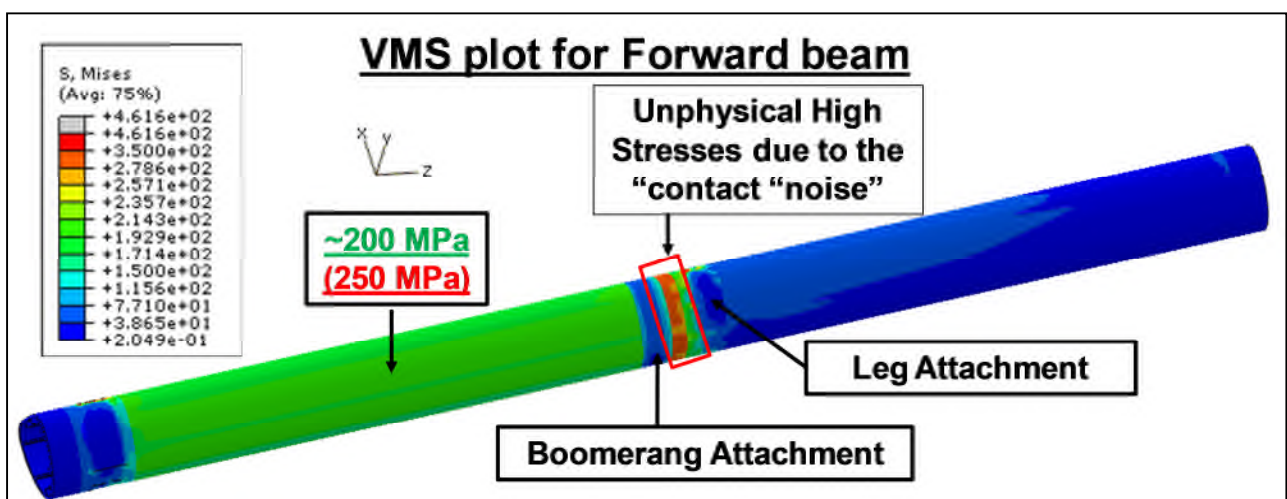 VMS plot for Forward beam
S, Mises
(Avg: 75%)
+4.616e+02
+4.616e+02
+3.500e+02
+2.786e+02
+2.571e+02
+2.357e+02
+2.143e+02
+1.929e+02
+1.714e+02
+1.500e+02
+1.156e+02
+7.710e+01
+3.865e+01
+2.049e-01
X
y
Z
Unphysical High
Stresses due to the
“contact “noise”
~200 MPa
(250 MPa)
Leg Attachment
Boomerang Attachment